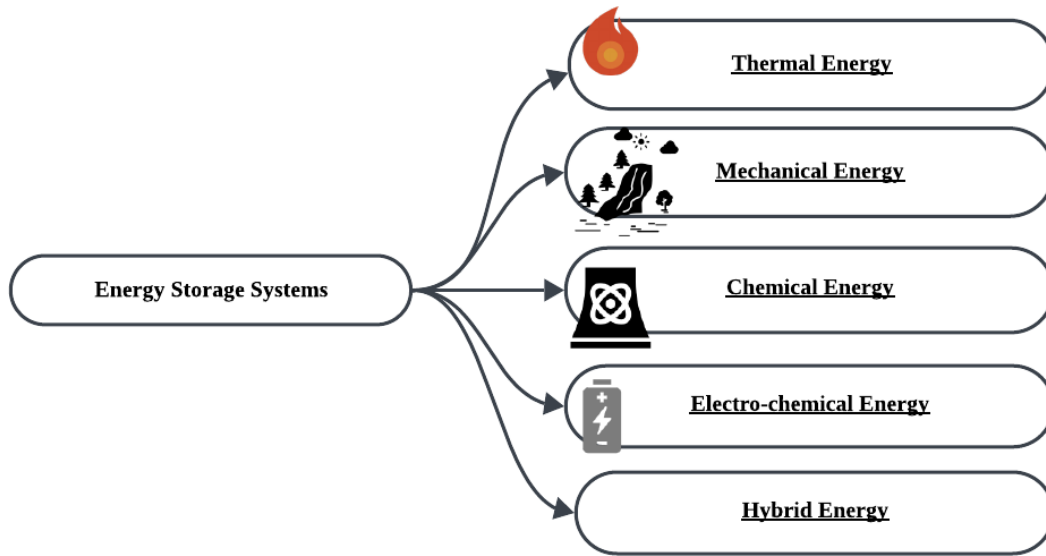 Thermal Energy
Mechanical Energy
Energy Storage Systems
Chemical Energy
Electro-chemical Energy
Hybrid Energy